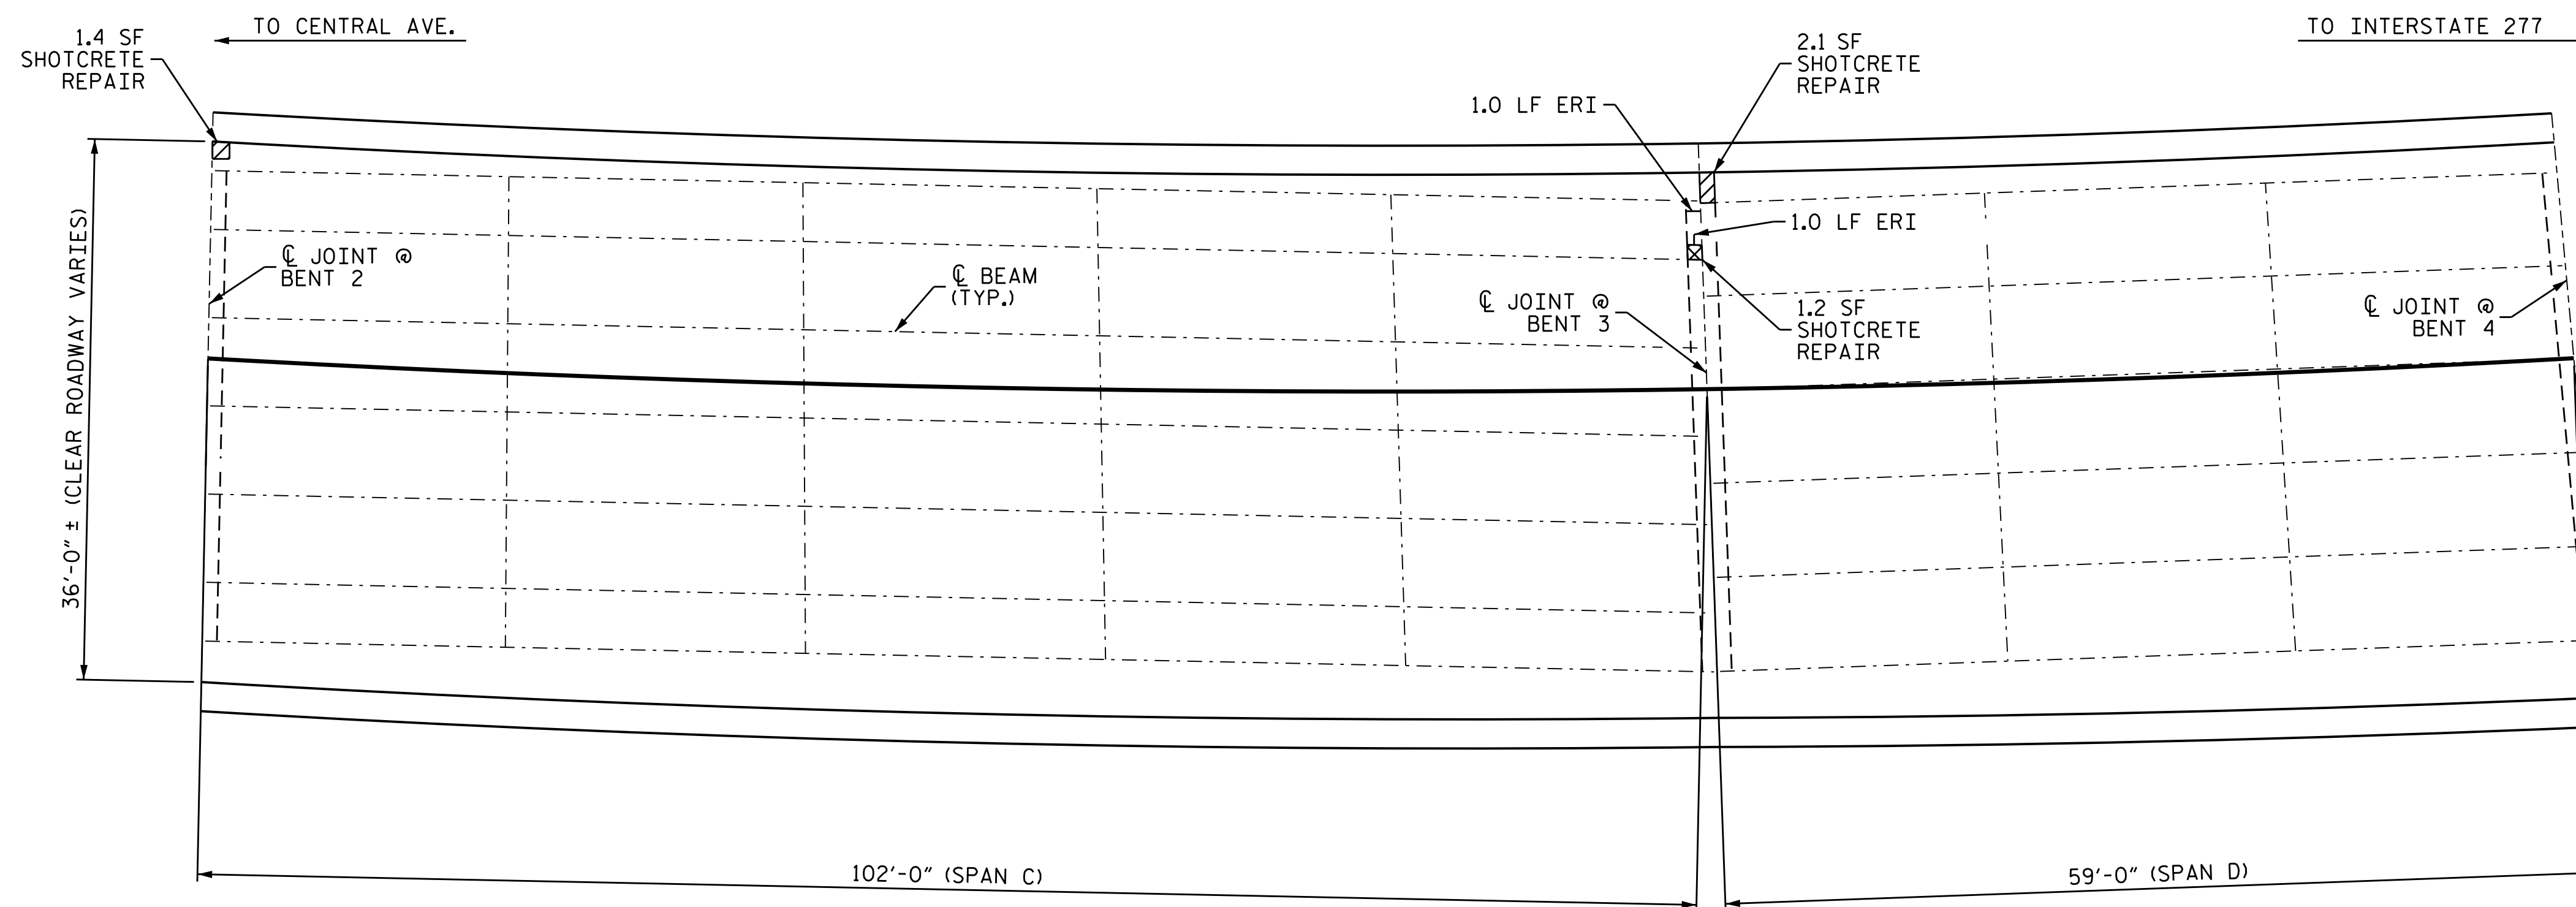 TO CENTRAL AVE.
TO INTERSTATE 277
1.4 SF
SHOTCRETE
REPAIR
2.1 SF
SHOTCRETE
REPAIR
1.0 LF ERI
1.0 LF ERI
36'-0"± (CLEAR ROADWAY VARIES)
℄ JOINT @
BENT 2
℄ BEAM
(TYP.)
℄ JOINT @
BENT 3
1.2 SF
SHOTCRETE
REPAIR
℄ JOINT @
BENT 4
102'-0" (SPAN C)
59'-0" (SPAN D)